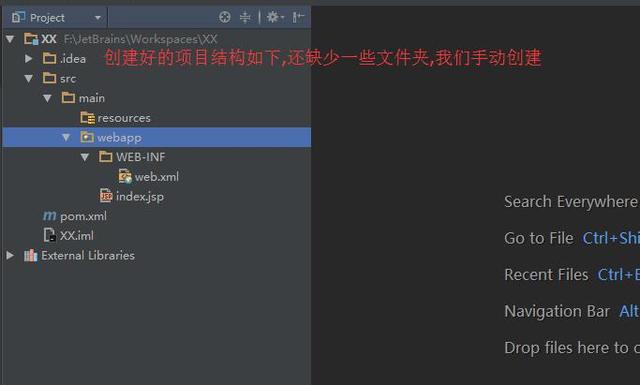 Project
XX F:\JetBrains\Workspaces\XX
.idea
创建好的项目结构如下,还缺少一些文件夹,我们手动创建
src
main
resources
webapp
WEB-INF
web.xml
index.jsp
pom.xml
XX.iml
External Libraries
Search Everywhere
Go to File Ctrl+Shi
Recent Files Ctrl+E
Navigation Bar Alt
Drop files here to o